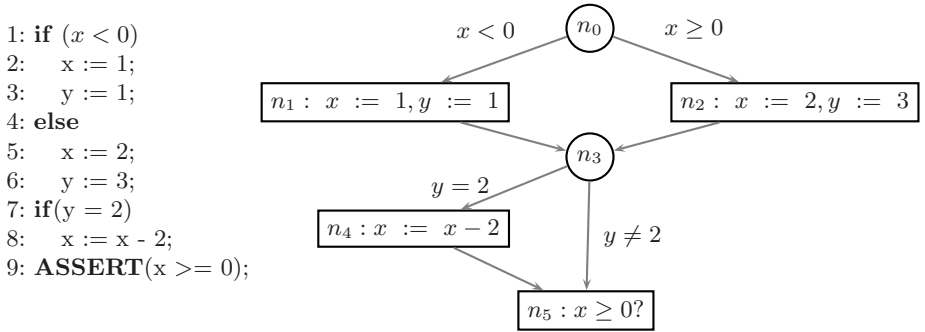 1: if (x < 0)
2: x := 1;
3: y := 1;
4: else
5: x := 2;
6: y := 3;
7: if(y = 2)
8: x := x - 2;
9: ASSERT(x >= 0);
n₀
x < 0
x ≥ 0
n₁ : x := 1, y := 1
n₂ : x := 2, y := 3
n₃
y = 2
n₄ : x := x − 2
y ≠ 2
n₅ : x ≥ 0?